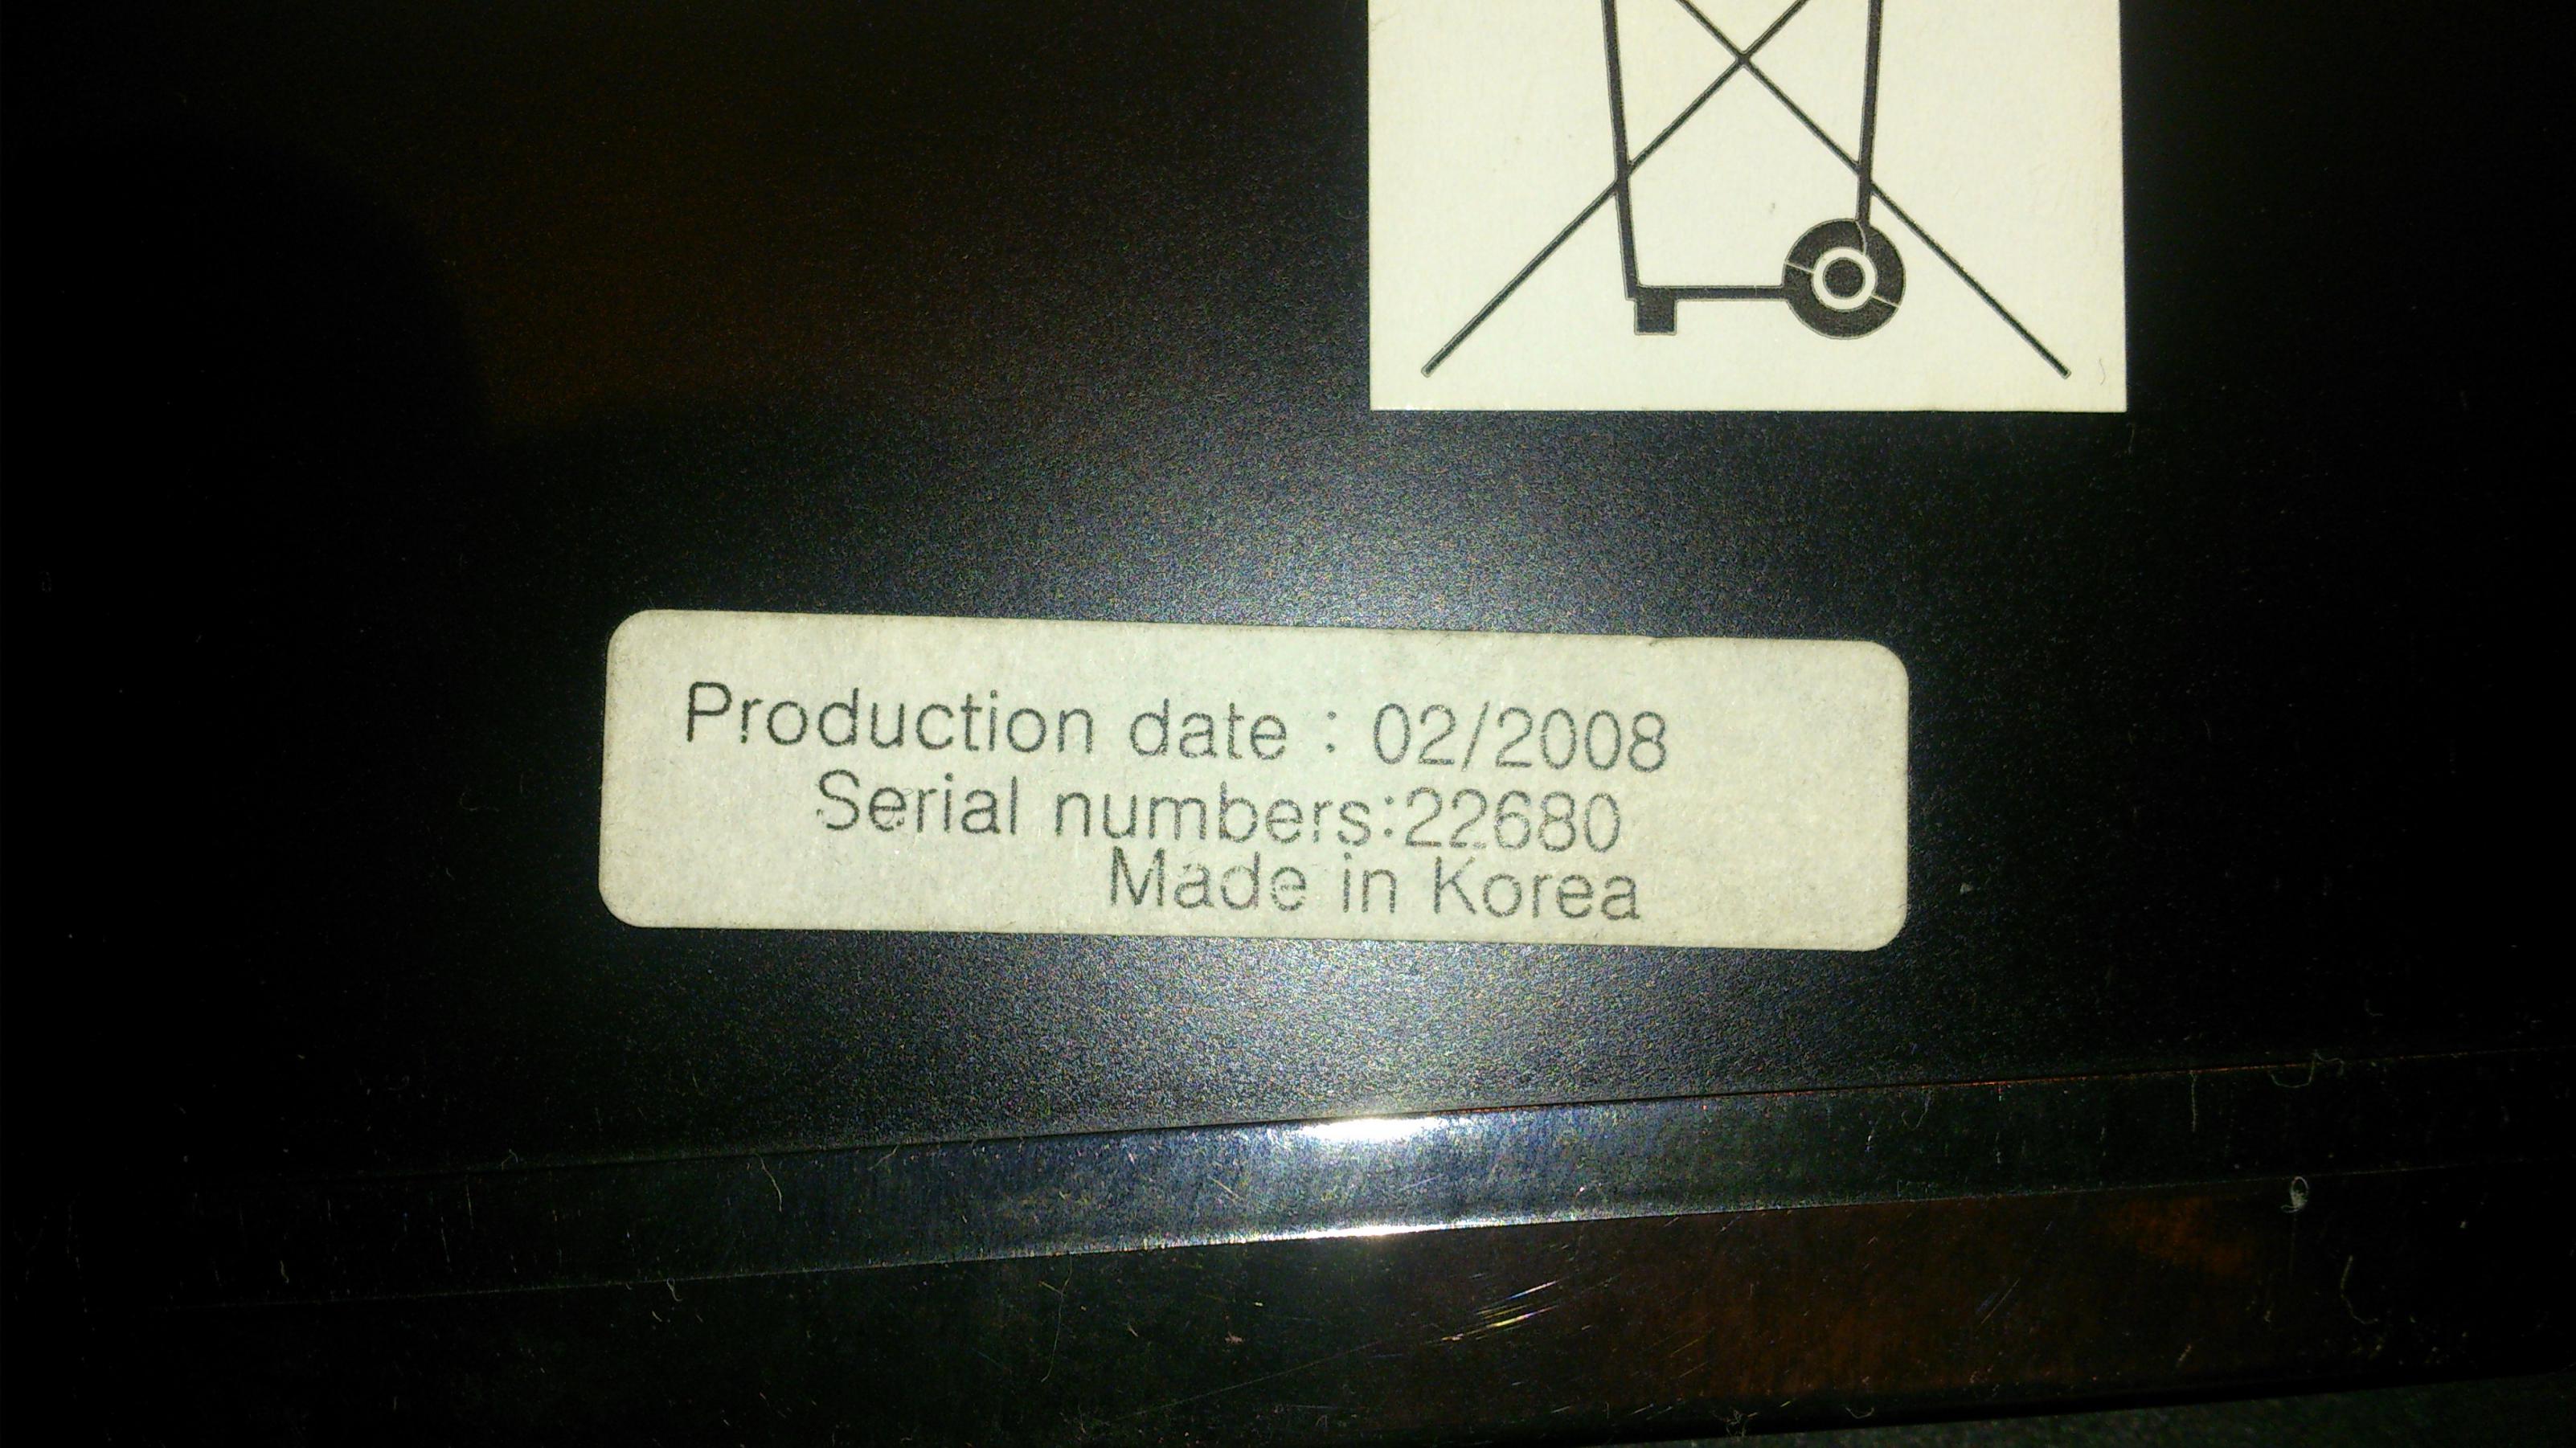 Production date : 02/2008
Serial numbers:22680
Made in Korea